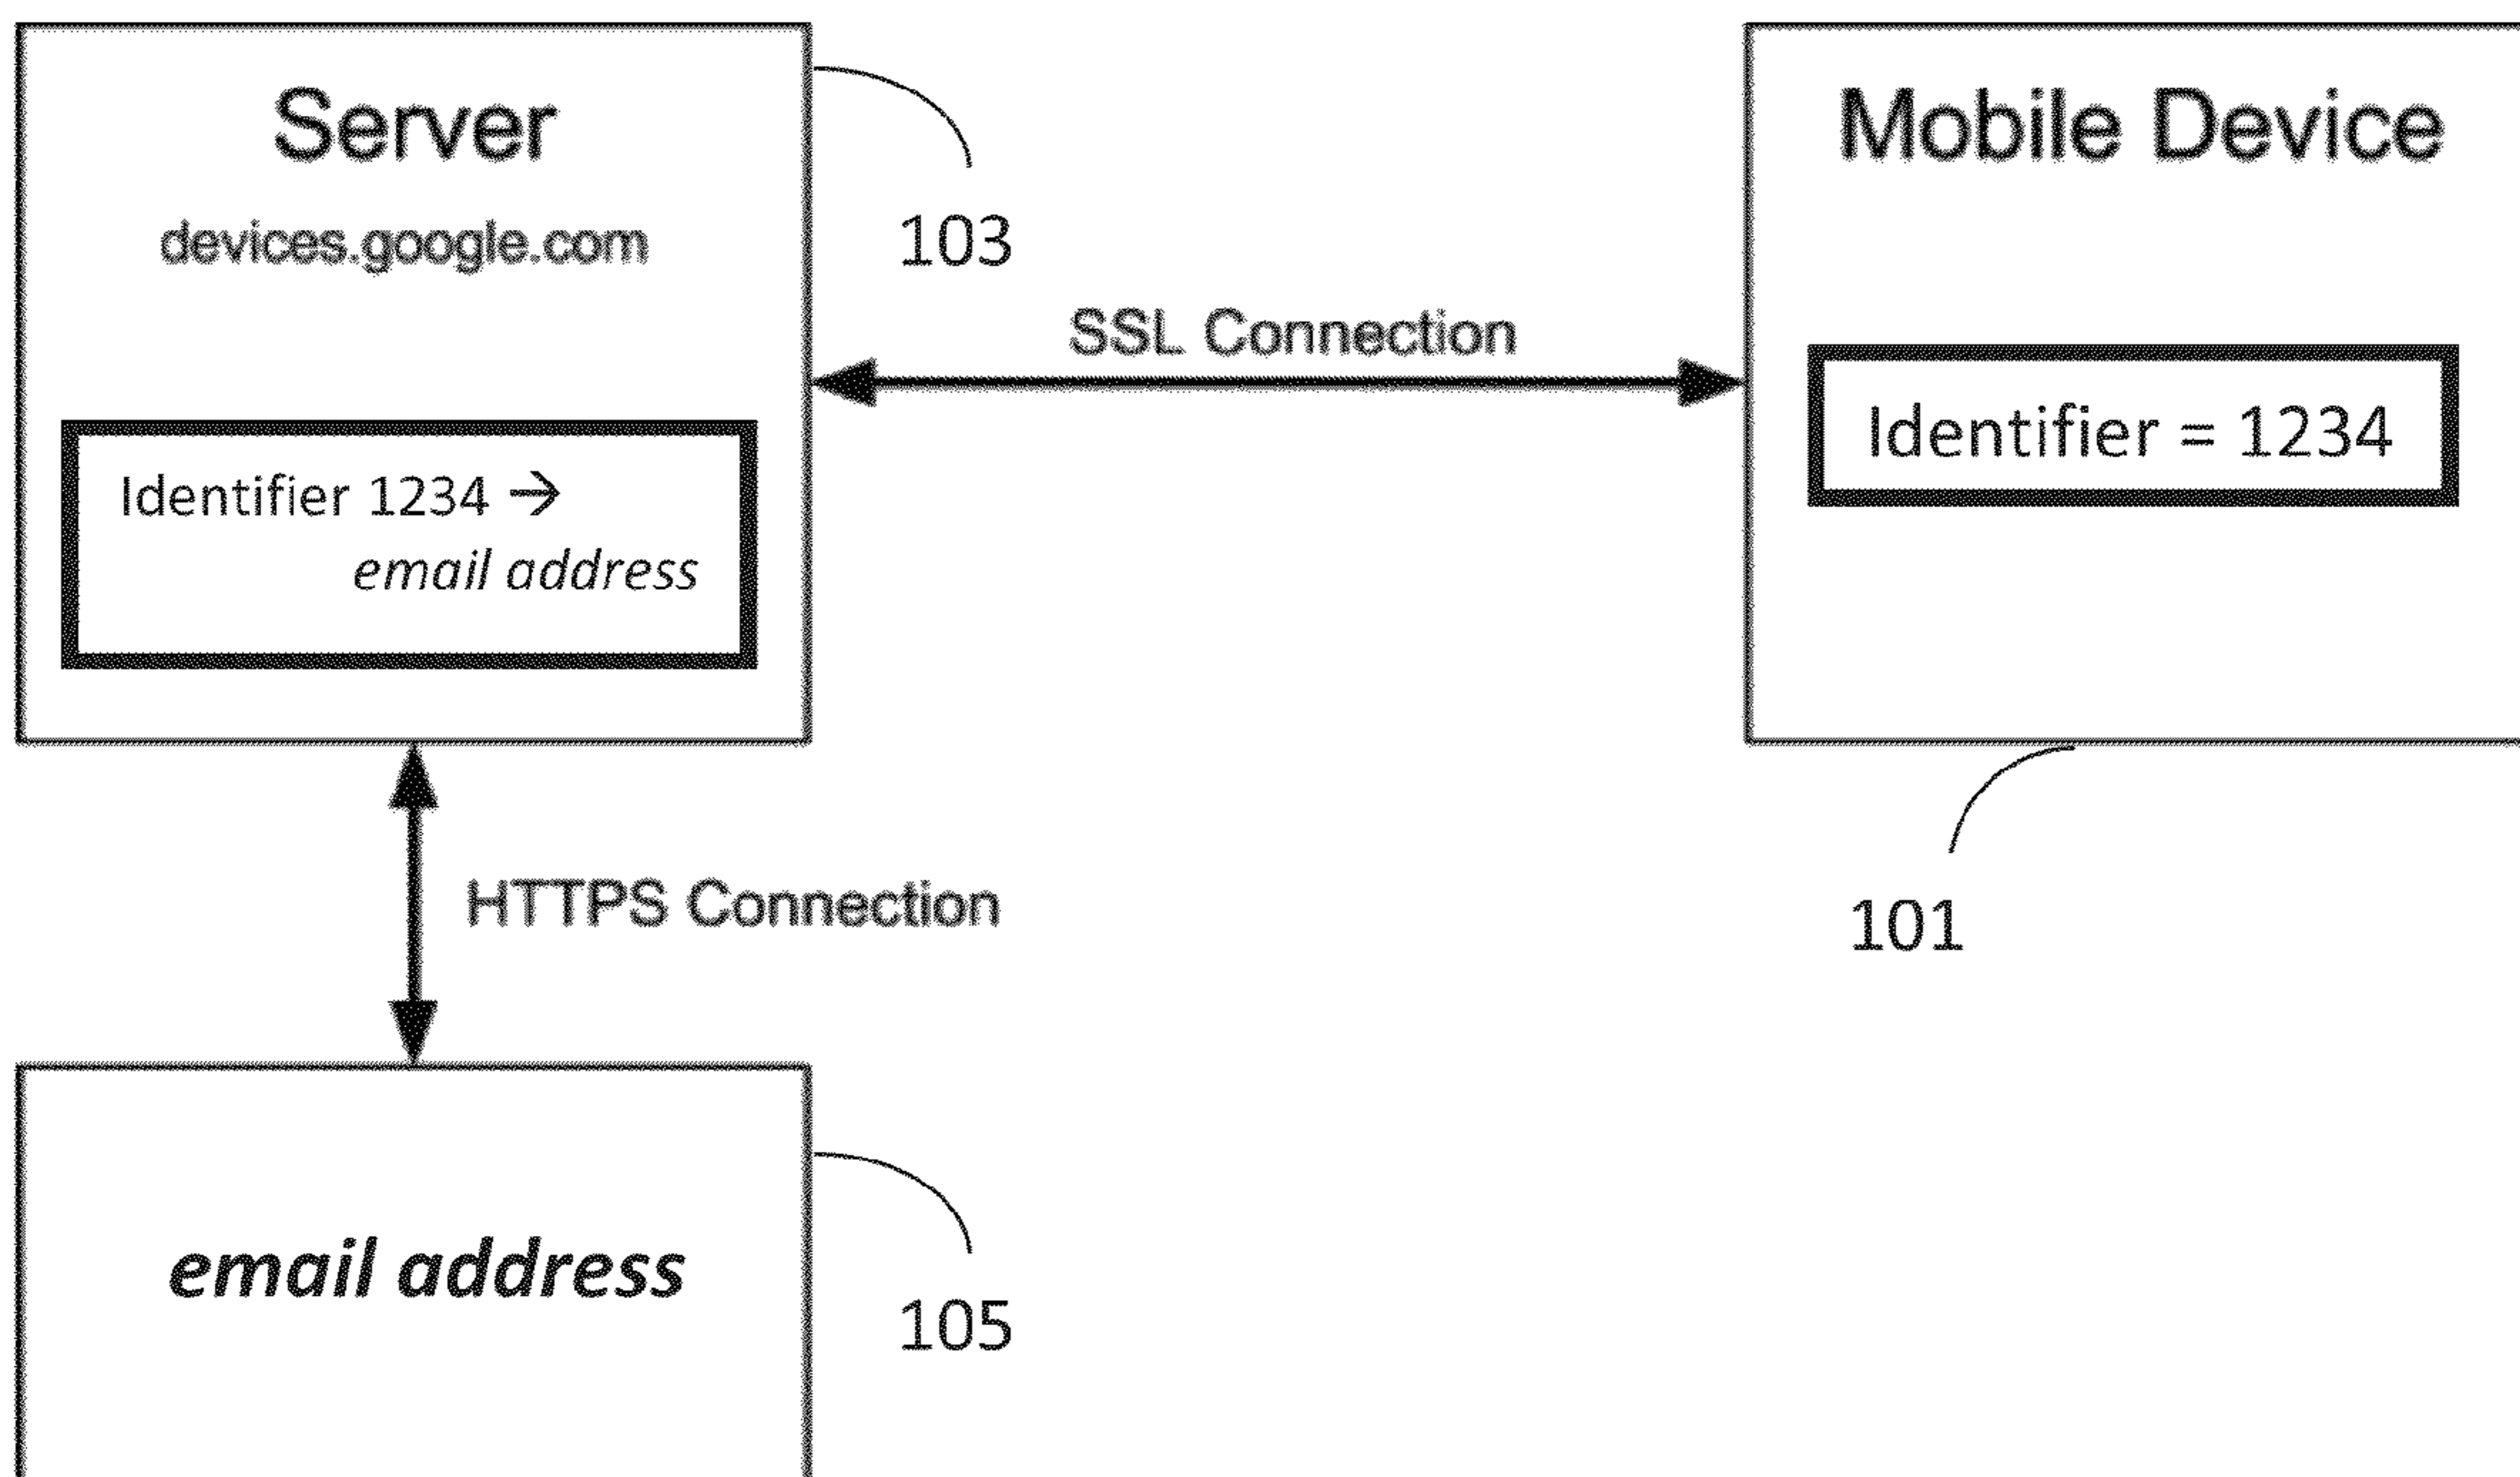 Server
devices.google.com
103
Identifier 1234 →
email address
SSL Connection
Mobile Device
Identifier = 1234
101
HTTPS Connection
email address
105